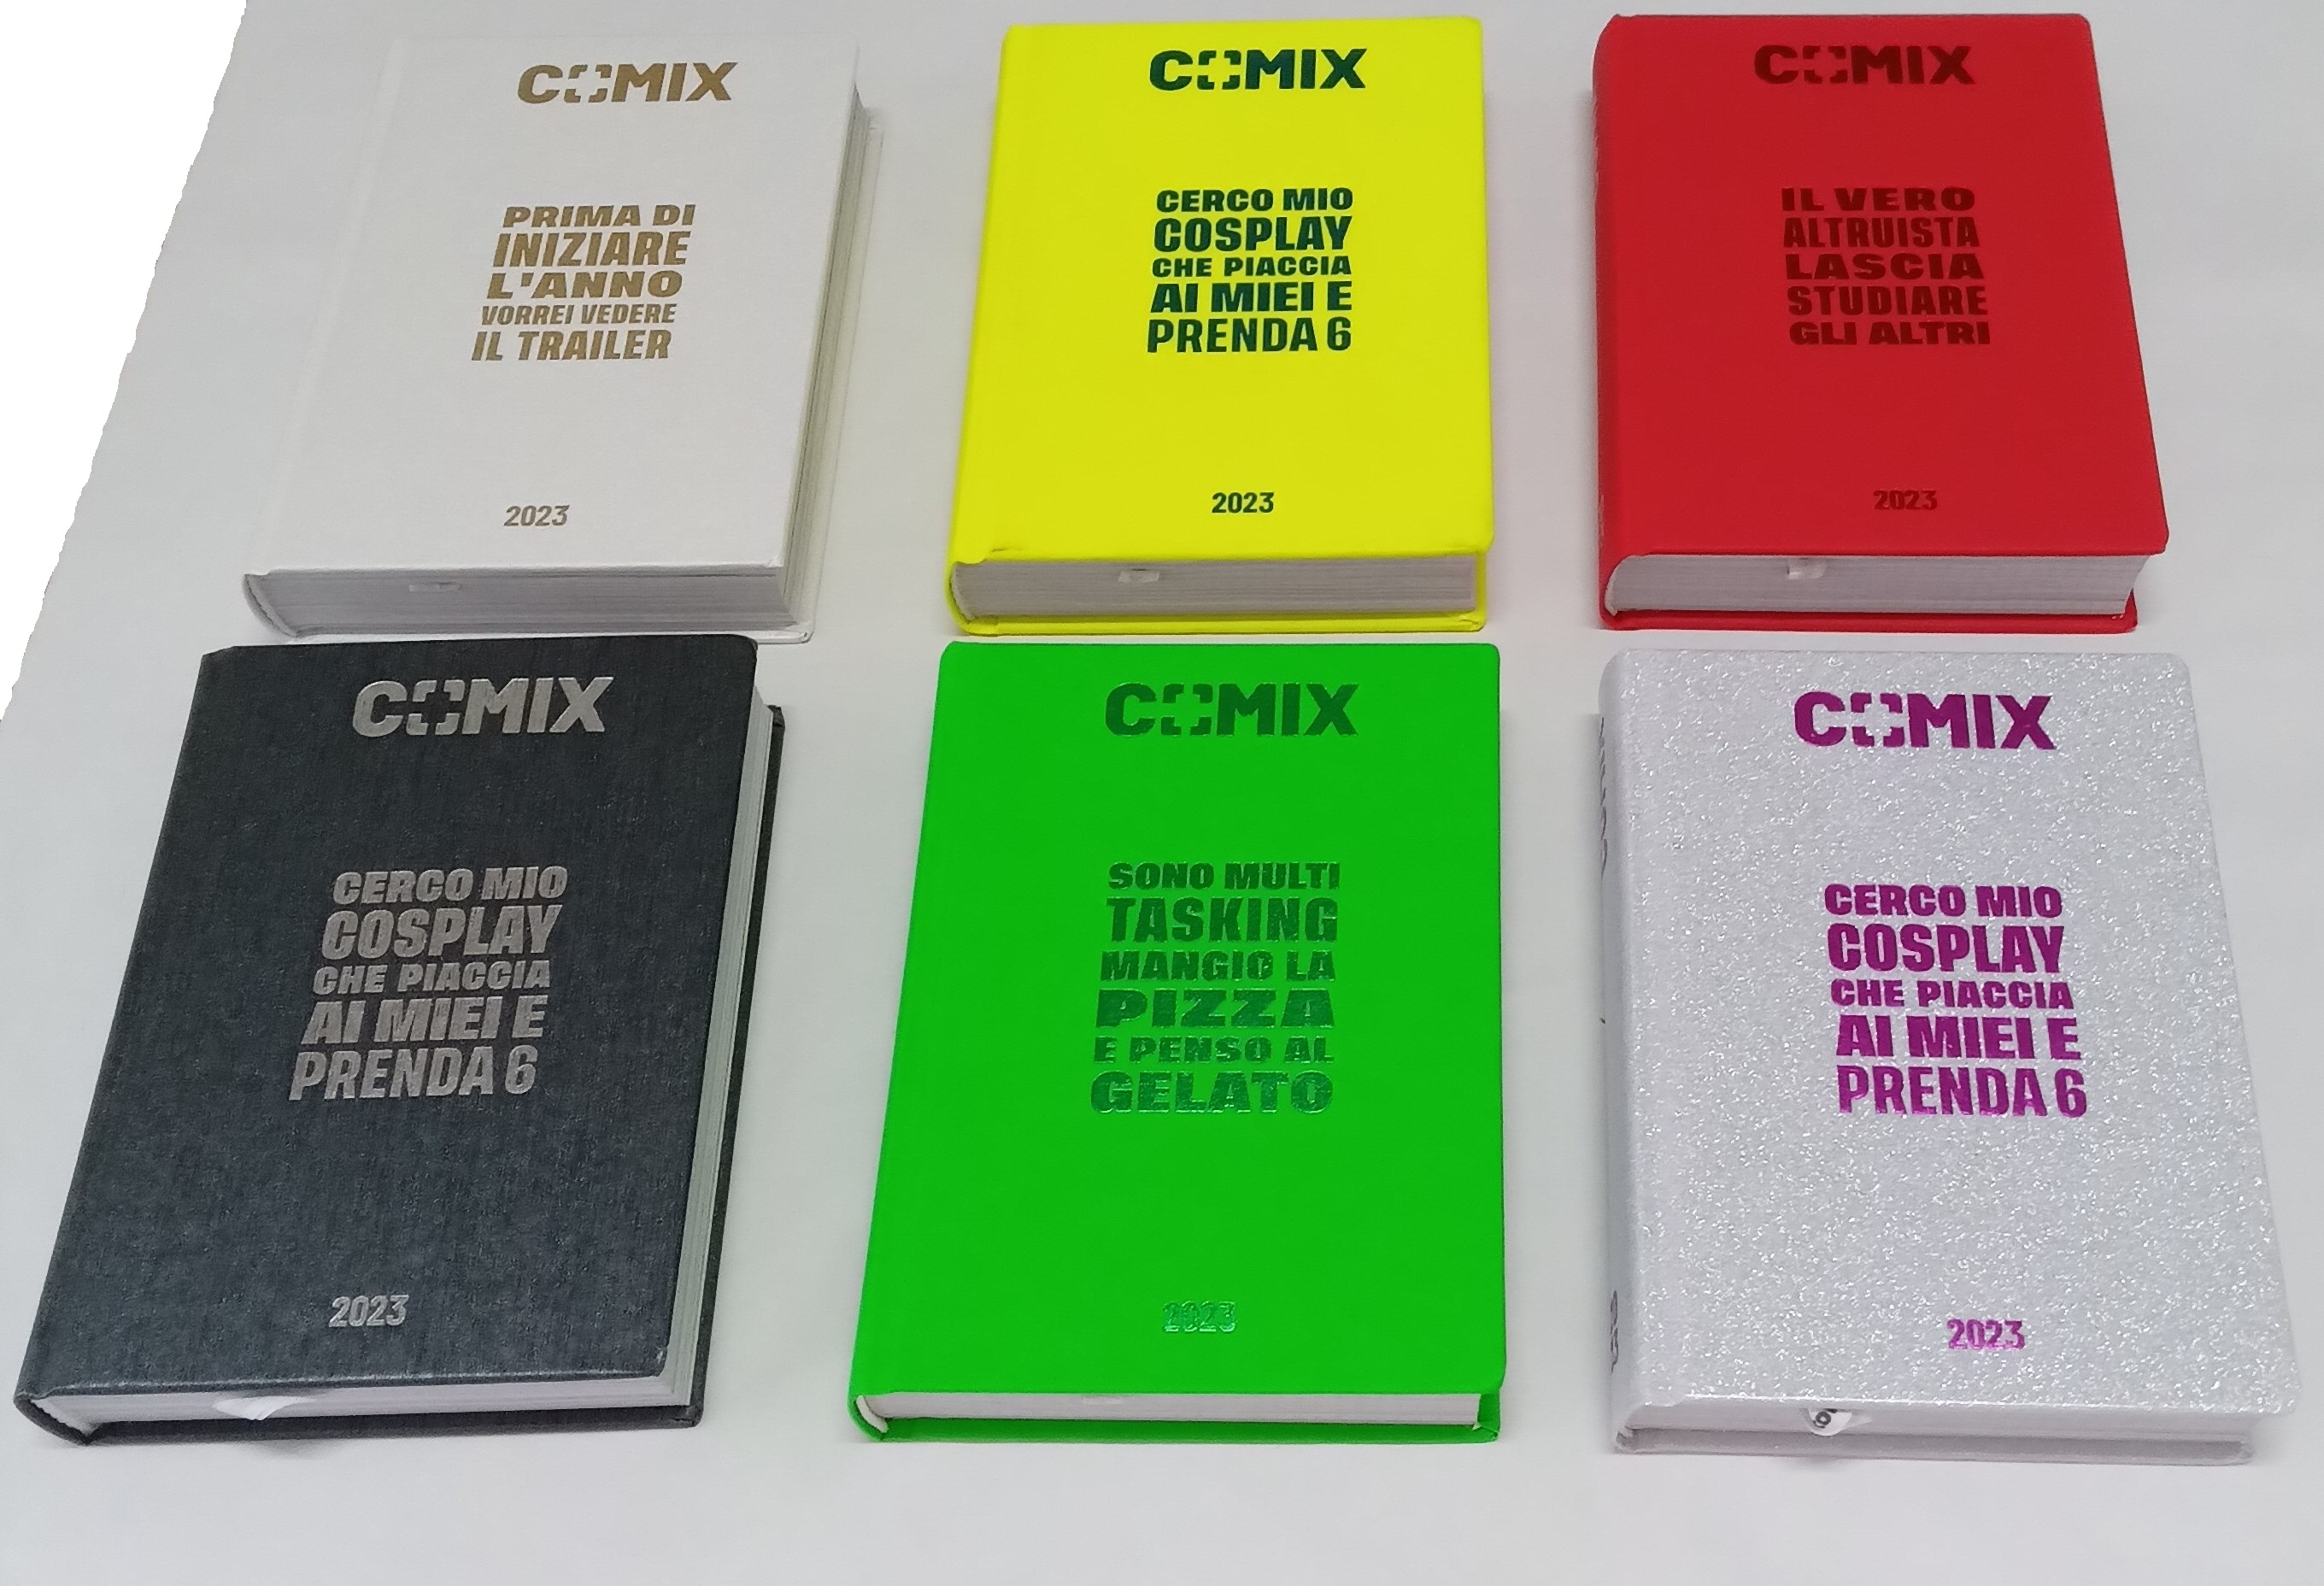 COMIX
PRIMA DI
INIZIARE
L'ANNO
VORREI VEDERE
IL TRAILER
2023
COMIX
CERCO MIO
COSPLAY
CHE PIACCIA
AI MIEI E
PRENDA 6
2023
COMIX
IL VERO
ALTRUISTA
LASCIA
STUDIARE
GLI ALTRI
2023
COMIX
CERCO MIO
COSPLAY
CHE PIACCIA
AI MIEI E
PRENDA 6
2023
COMIX
SONO MULTI
TASKING
MANGIO LA
PIZZA
E PENSO AL
GELATO
2023
COMIX
CERCO MIO
COSPLAY
CHE PIACCIA
AI MIEI E
PRENDA 6
2023